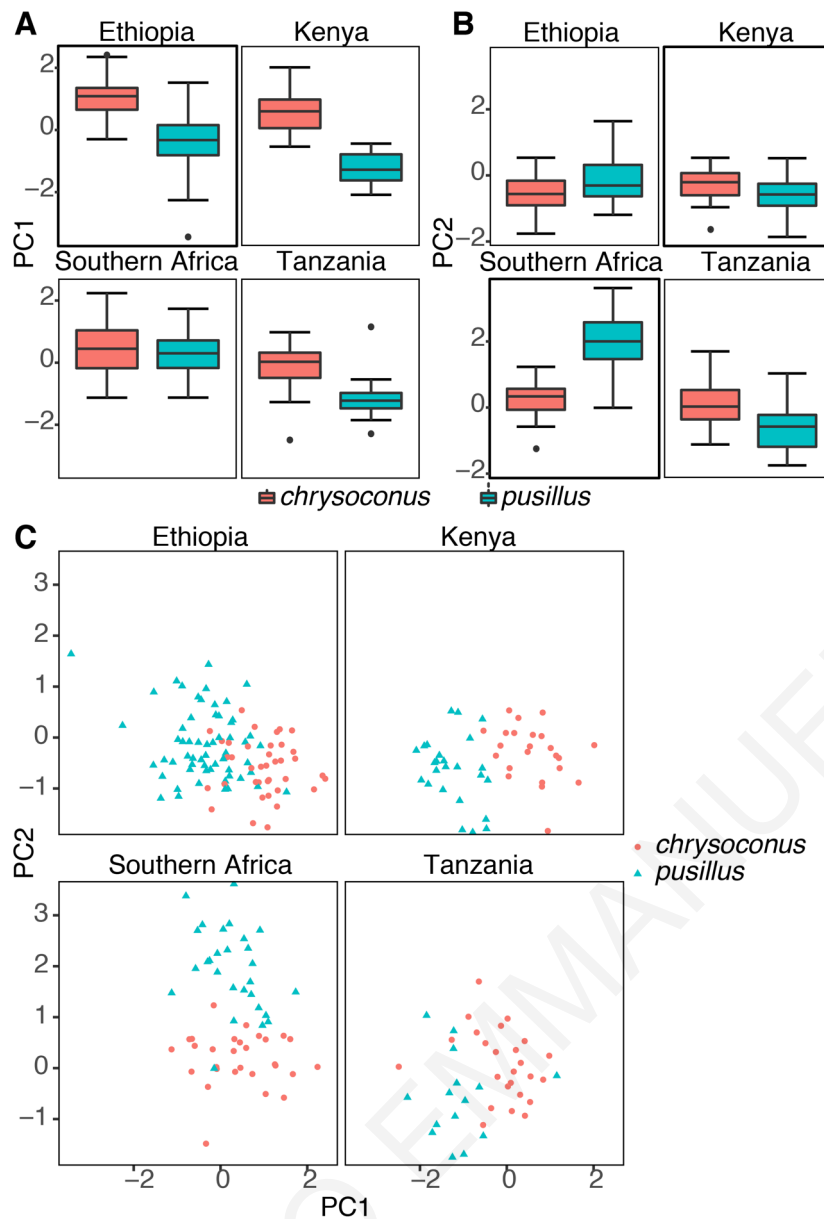 A
Ethiopia
Kenya
B
Ethiopia
Kenya
2
0
−2
PC1
2
0
−2
PC2
Southern Africa
Tanzania
Southern Africa
Tanzania
2
0
−2
2
0
−2
chrysoconus
pusillus
C
Ethiopia
Kenya
3
2
1
0
−1
PC2
chrysoconus
pusillus
Southern Africa
Tanzania
3
2
1
0
−1
−2
0
2
−2
0
2
PC1
O EMMANUE